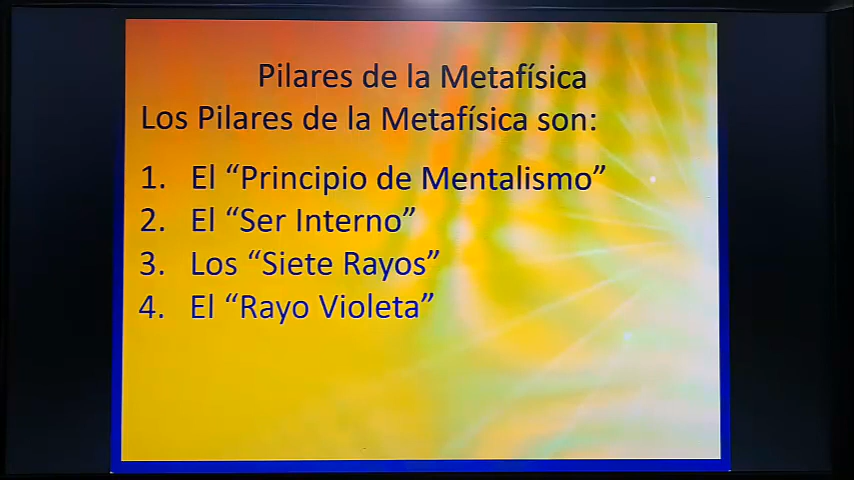 Pilares de la Metafísica
Los Pilares de la Metafísica son:
1. El “Principio de Mentalismo”
2. El “Ser Interno”
3. Los “Siete Rayos”
4. El “Rayo Violeta”